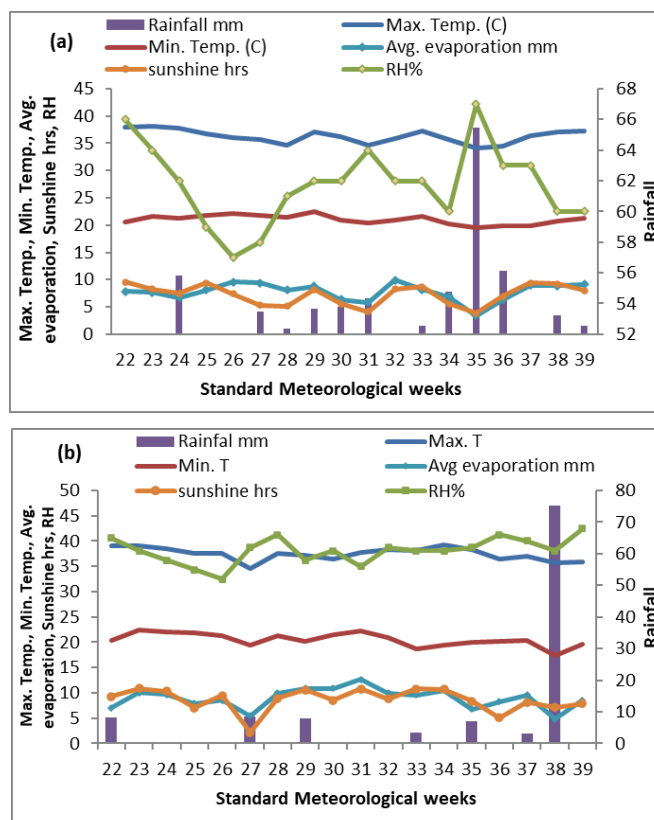 (a)
Rainfall mm
Max. Temp. (C)
Min. Temp. (C)
Avg. evaporation mm
sunshine hrs
RH%
Max. Temp., Min. Temp., Avg.
evaporation, Sunshine hrs, RH
45
40
35
30
25
20
15
10
5
0
68
66
64
62
60
58
56
54
52
Rainfall
22 23 24 25 26 27 28 29 30 31 32 33 34 35 36 37 38 39
Standard Meteorological weeks
(b)
Rainfal mm
Max. T
Min. T
Avg evaporation mm
sunshine hrs
RH%
Max. Temp., Min. Temp., Avg.
evaporation, Sunshine hrs, RH
50
45
40
35
30
25
20
15
10
5
0
80
70
60
50
40
30
20
10
0
Rainfall
22 23 24 25 26 27 28 29 30 31 32 33 34 35 36 37 38 39
Standard Meteorological weeks